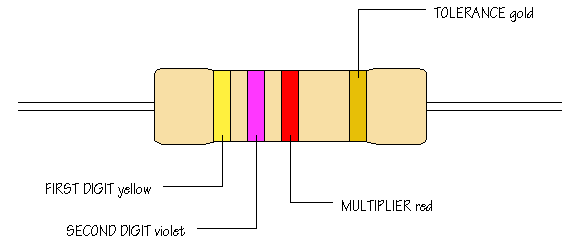 TOLERANCE gold
FIRST DIGIT yellow
MULTIPLIER red
SECOND DIGIT violet